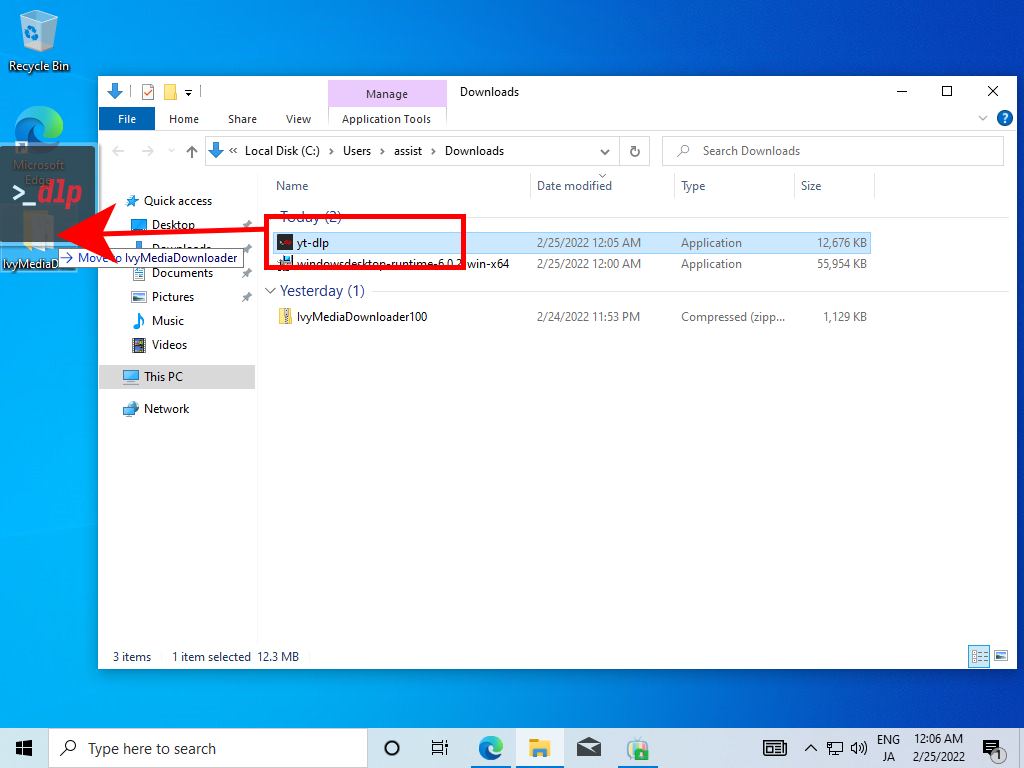 Recycle Bin
Microsoft
Edge
>_dlp
IvyMediaD
Move to IvyMediaDownloader
Manage
Downloads
File
Home
Share
View
Application Tools
?
« Local Disk (C:) > Users > assist > Downloads
Search Downloads
Quick access
Desktop
Downloads
Documents
Pictures
Music
Videos
This PC
Network
Name
Date modified
Type
Size
Today (2)
yt-dlp
2/25/2022 12:05 AM
Application
12,676 KB
windowsdesktop-runtime-6.0.2-win-x64
2/25/2022 12:00 AM
Application
55,954 KB
Yesterday (1)
IvyMediaDownloader100
2/24/2022 11:53 PM
Compressed (zipp...
1,129 KB
3 items
1 item selected 12.3 MB
Type here to search
ENG
JA
12:06 AM
2/25/2022
1